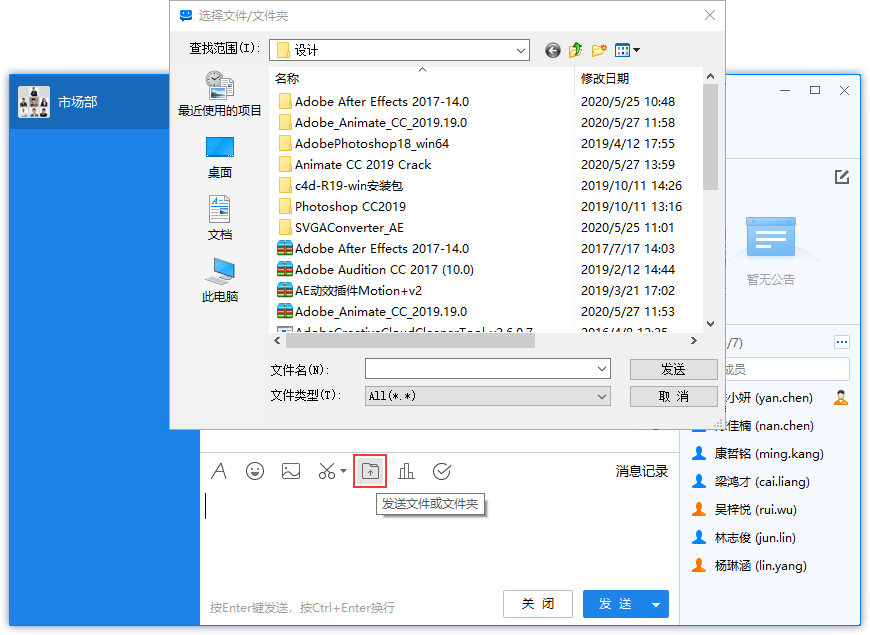 选择文件/文件夹
查找范围(I):
设计
最近使用的项目
桌面
文档
此电脑
名称 修改日期
Adobe After Effects 2017-14.0 2020/5/25 10:48
Adobe_Animate_CC_2019.19.0 2020/5/27 11:58
AdobePhotoshop18_win64 2019/4/12 17:55
Animate CC 2019 Crack 2020/5/27 13:59
c4d-R19-win安装包 2019/10/11 14:26
Photoshop CC2019 2019/10/11 13:16
SVGAConverter_AE 2020/5/25 11:01
Adobe After Effects 2017-14.0 2017/7/17 14:03
Adobe Audition CC 2017 (10.0) 2019/2/12 14:44
AE动效插件Motion+v2 2019/3/21 17:02
Adobe_Animate_CC_2019.19.0 2020/5/27 11:53
文件名(N):
发送
文件类型(T):
All(*.*)
取 消
市场部
暂无公告
/7)
成员
小妍 (yan.chen)
佳楠 (nan.chen)
康哲铭 (ming.kang)
梁鸿才 (cai.liang)
吴梓悦 (rui.wu)
林志俊 (jun.lin)
杨琳涵 (lin.yang)
消息记录
发送文件或文件夹
按Enter键发送，按Ctrl+Enter换行
关 闭
发 送